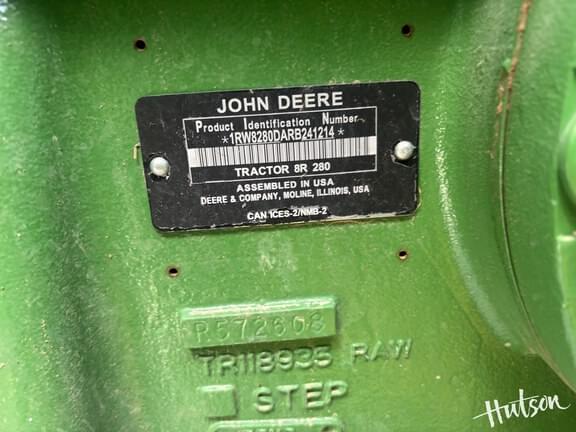 JOHN DEERE
Product Identification Number
*1RW8280DARB241214*
TRACTOR 8R 280
ASSEMBLED IN USA
DEERE & COMPANY, MOLINE, ILLINOIS, USA
CAN ICES-2/NMB-2
R572608
TR118935 RAW
STEP
Hutson